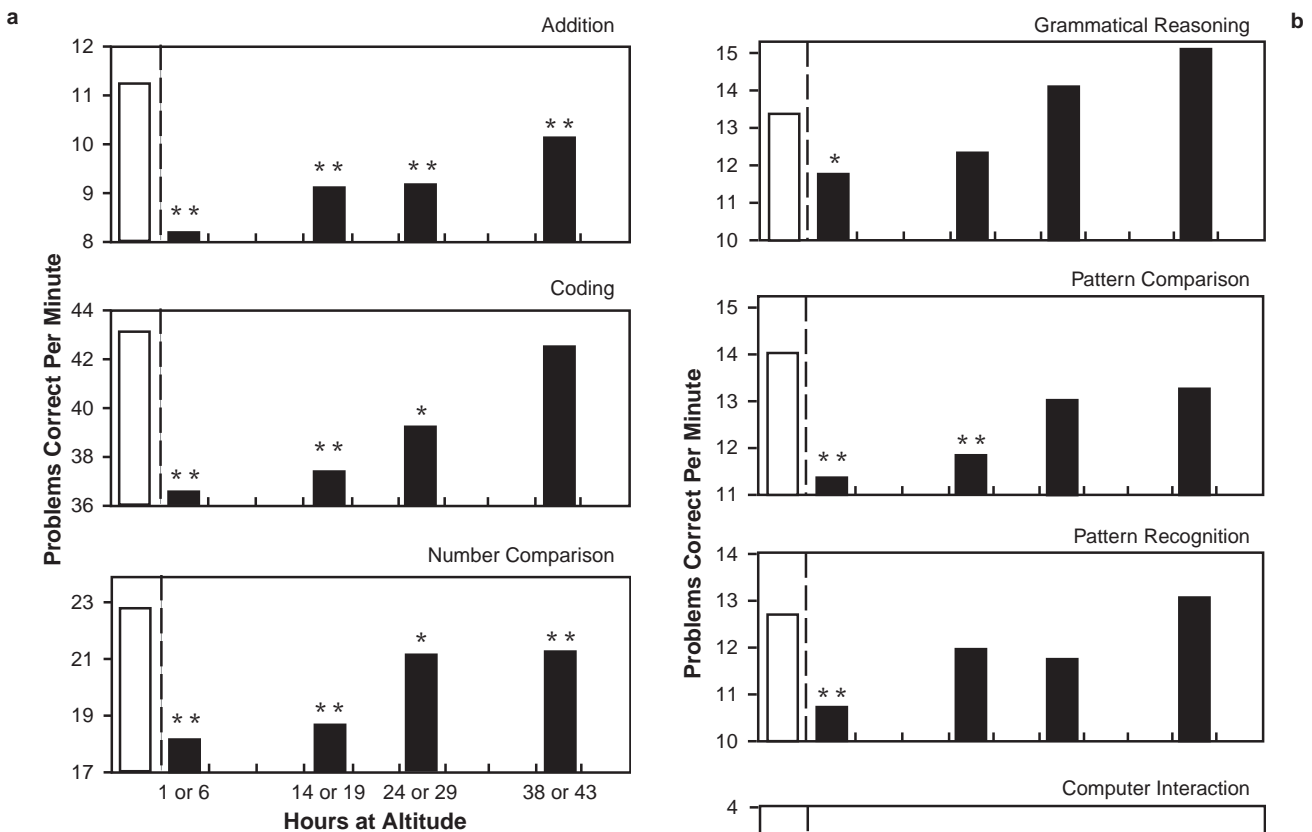 a
Addition
12
11
10
9
8
** ** ** **
Coding
44
42
40
38
36
** ** *
Number Comparison
23
21
19
17
** ** * **
Problems Correct Per Minute
1 or 6 14 or 19 24 or 29 38 or 43
Hours at Altitude
b
Grammatical Reasoning
15
14
13
12
11
10
*
Pattern Comparison
15
14
13
12
11
** **
Pattern Recognition
14
13
12
11
10
**
Problems Correct Per Minute
Computer Interaction
4